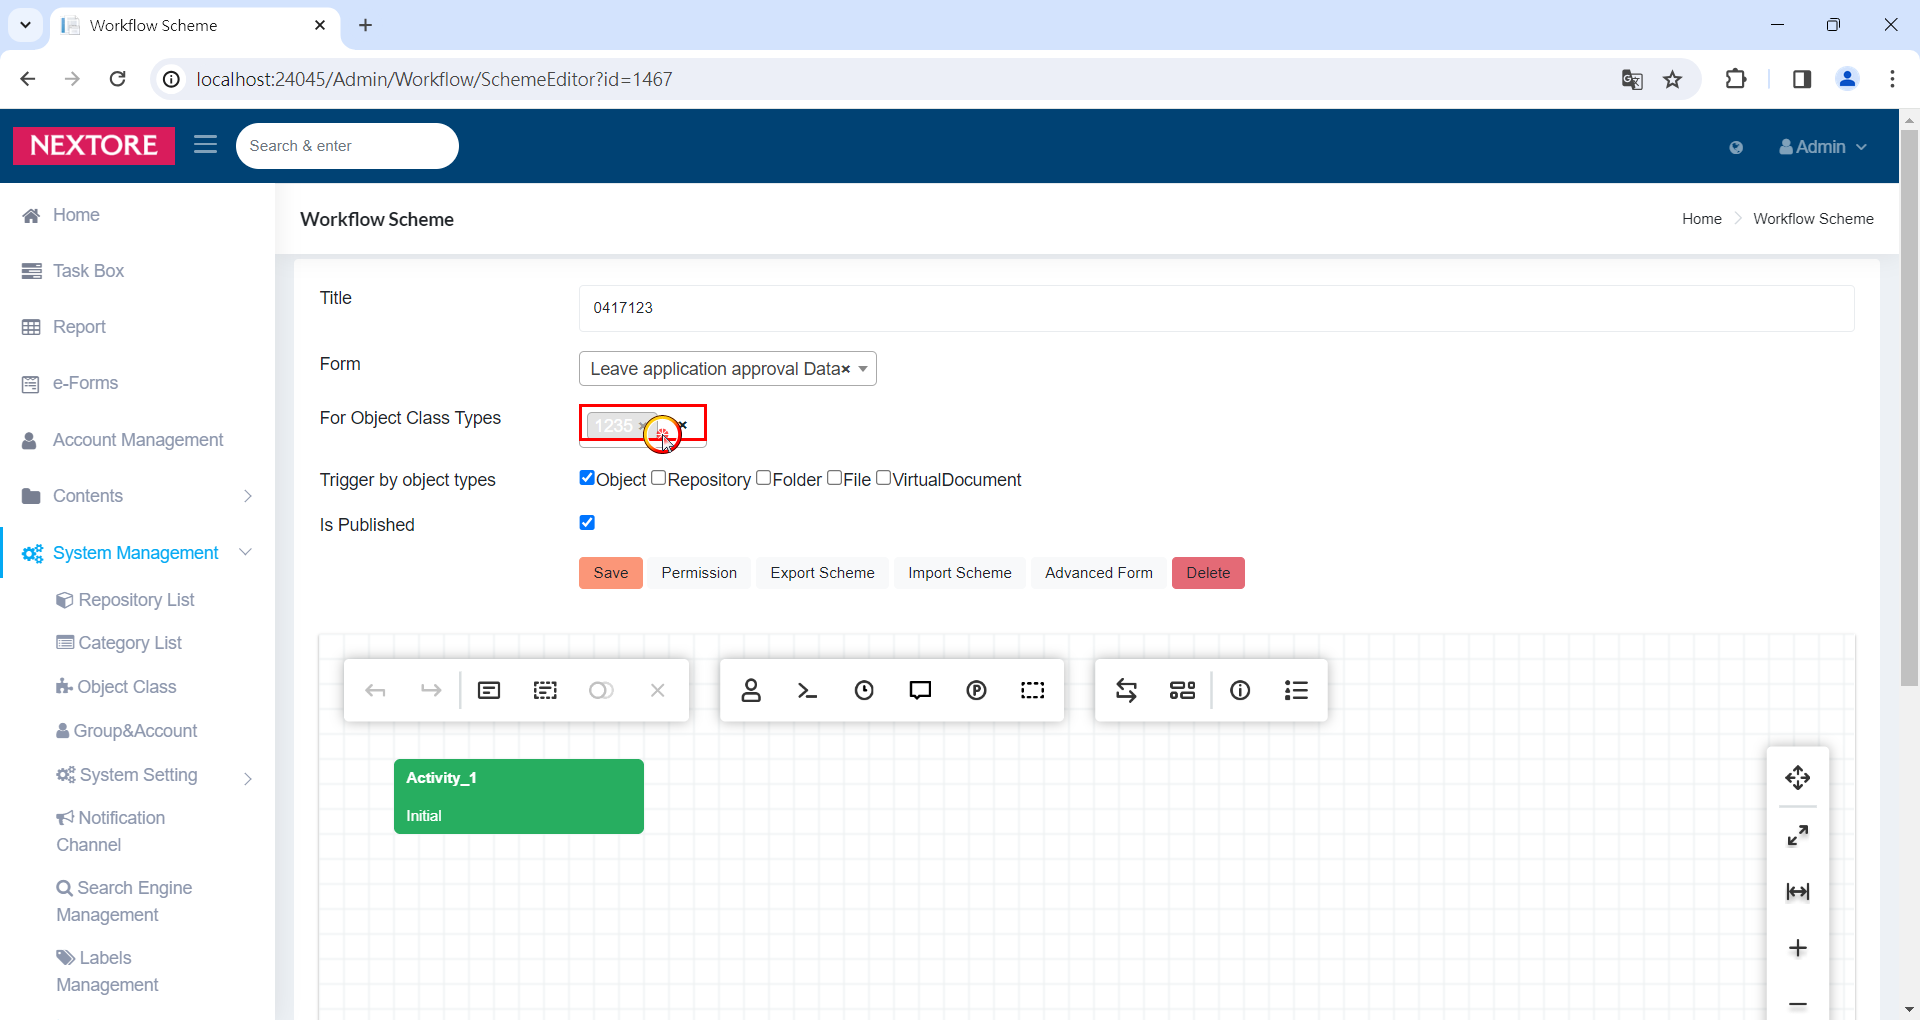 Workflow Scheme
localhost:24045/Admin/Workflow/SchemeEditor?id=1467
NEXTORE
Search & enter
Admin
Home
Task Box
Report
e-Forms
Account Management
Contents
System Management
Repository List
Category List
Object Class
Group&Account
System Setting
Notification
Channel
Search Engine
Management
Labels
Management
Workflow Scheme
Home
Workflow Scheme
Title
0417123
Form
Leave application approval Data×
For Object Class Types
1235 × ×
Trigger by object types
Object Repository Folder File VirtualDocument
Is Published
Save Permission Export Scheme Import Scheme Advanced Form Delete
Activity_1
Initial